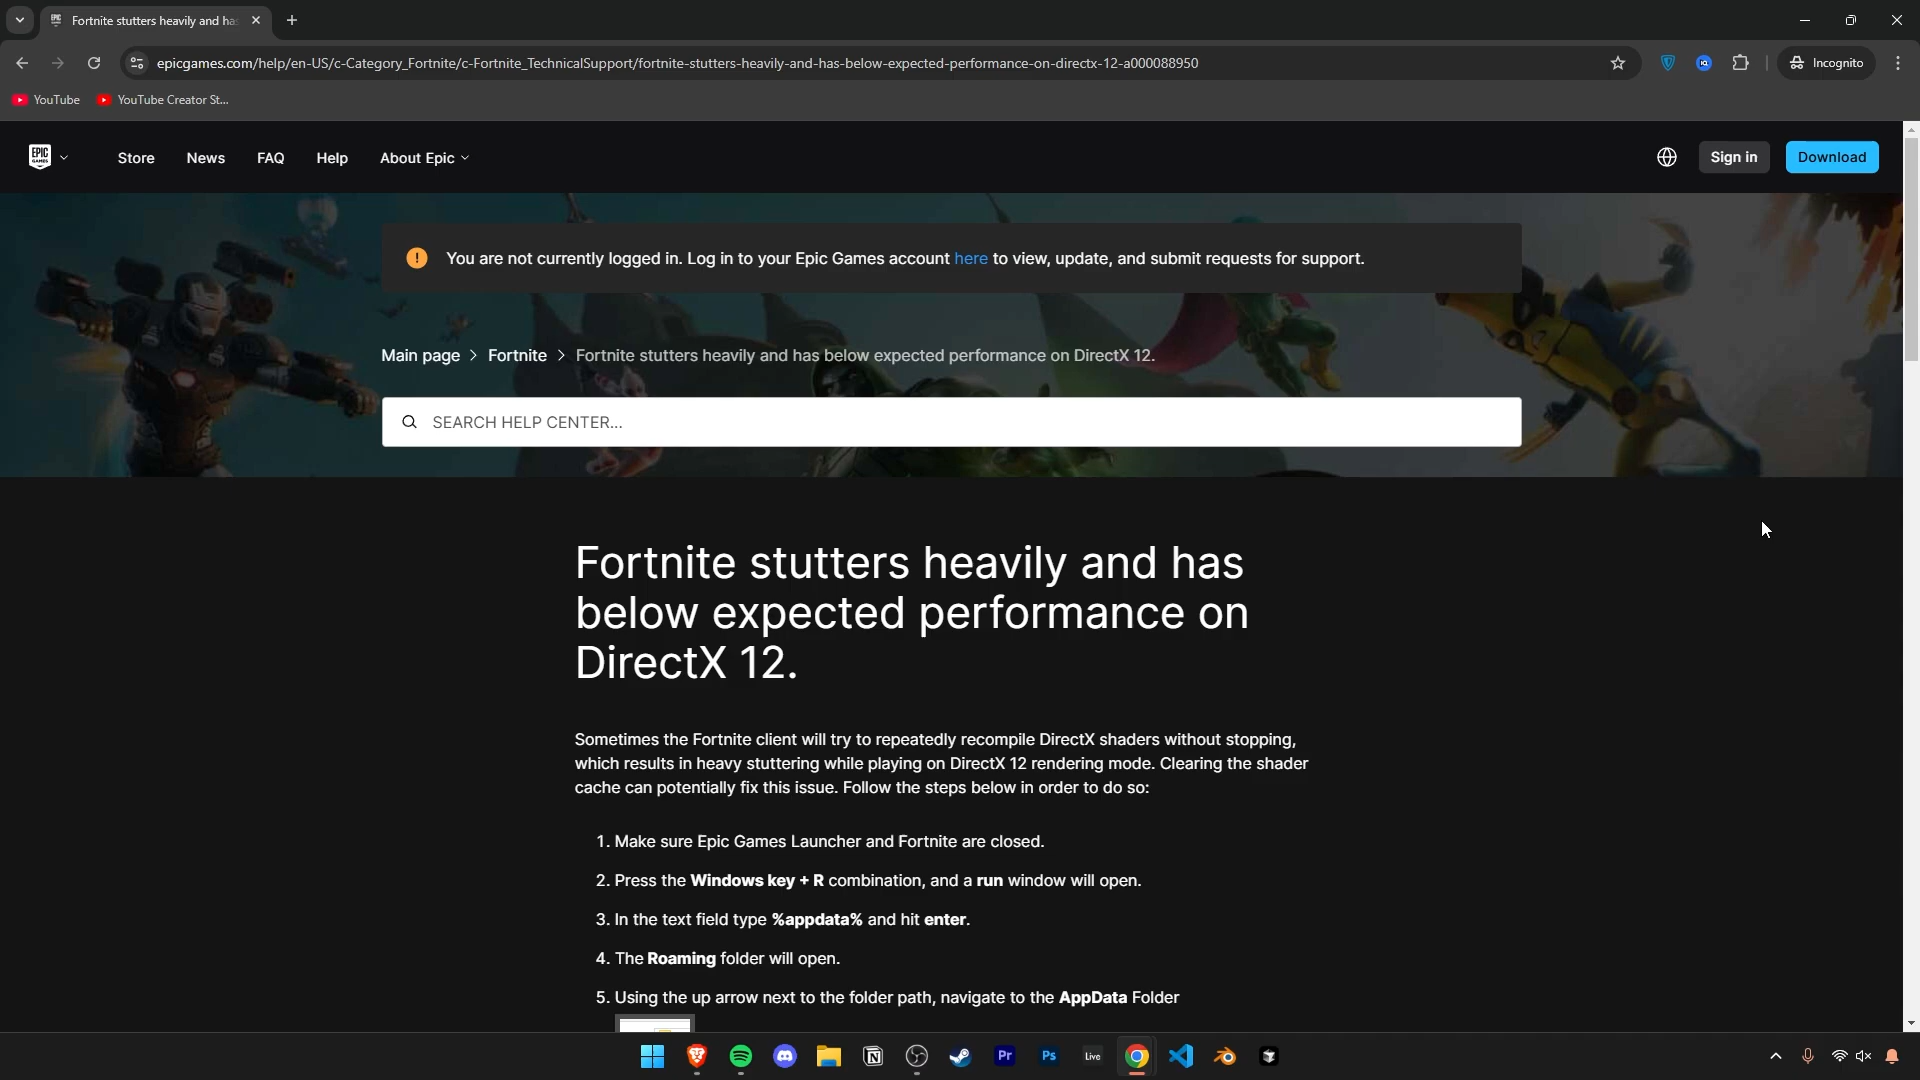 Fortnite stutters heavily and ha
epicgames.com/help/en-US/c-Category_Fortnite/c-Fortnite_TechnicalSupport/fortnite-stutters-heavily-and-has-below-expected-performance-on-directx-12-a000088950
Incognito
YouTube
YouTube Creator St...
EPIC GAMES
Store
News
FAQ
Help
About Epic
Sign in
Download
You are not currently logged in. Log in to your Epic Games account here to view, update, and submit requests for support.
Main page > Fortnite > Fortnite stutters heavily and has below expected performance on DirectX 12.
SEARCH HELP CENTER...
Fortnite stutters heavily and has
below expected performance on
DirectX 12.
Sometimes the Fortnite client will try to repeatedly recompile DirectX shaders without stopping,
which results in heavy stuttering while playing on DirectX 12 rendering mode. Clearing the shader
cache can potentially fix this issue. Follow the steps below in order to do so:
1. Make sure Epic Games Launcher and Fortnite are closed.
2. Press the Windows key + R combination, and a run window will open.
3. In the text field type %appdata% and hit enter.
4. The Roaming folder will open.
5. Using the up arrow next to the folder path, navigate to the AppData Folder
Pr
Ps
Live